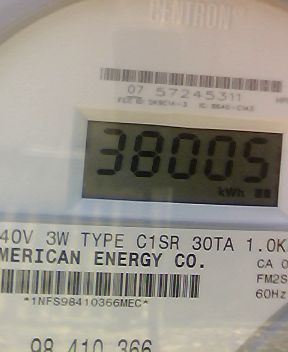 CENTRON
07 57245311
38005
kWh
40V 3W TYPE C1SR 30TA 1.0K
MERICAN ENERGY CO.
CA 0
FM2S
60Hz
*1NFS98410366MEC*
98 410 366